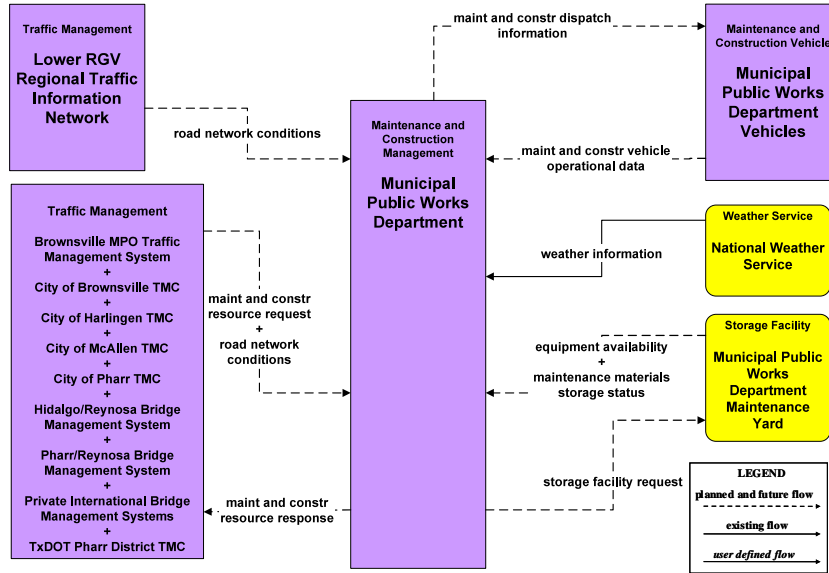 Traffic Management
Lower RGV
Regional Traffic
Information
Network
road network conditions
maint and constr dispatch
information
Maintenance and
Construction Vehicle
Municipal
Public Works
Department
Vehicles
Maintenance and
Construction
Management
Municipal
Public Works
Department
maint and constr vehicle
operational data
Traffic Management
Brownsville MPO Traffic
Management System
+
City of Brownsville TMC
+
City of Harlingen TMC
+
City of McAllen TMC
+
City of Pharr TMC
+
Hidalgo/Reynosa Bridge
Management System
+
Pharr/Reynosa Bridge
Management System
+
Private International Bridge
Management Systems
+
TxDOT Pharr District TMC
maint and constr
resource request
+
road network
conditions
maint and constr
resource response
Weather Service
National Weather
Service
weather information
Storage Facility
Municipal Public
Works
Department
Maintenance
Yard
equipment availability
+
maintenance materials
storage status
storage facility request
LEGEND
planned and future flow
existing flow
user defined flow